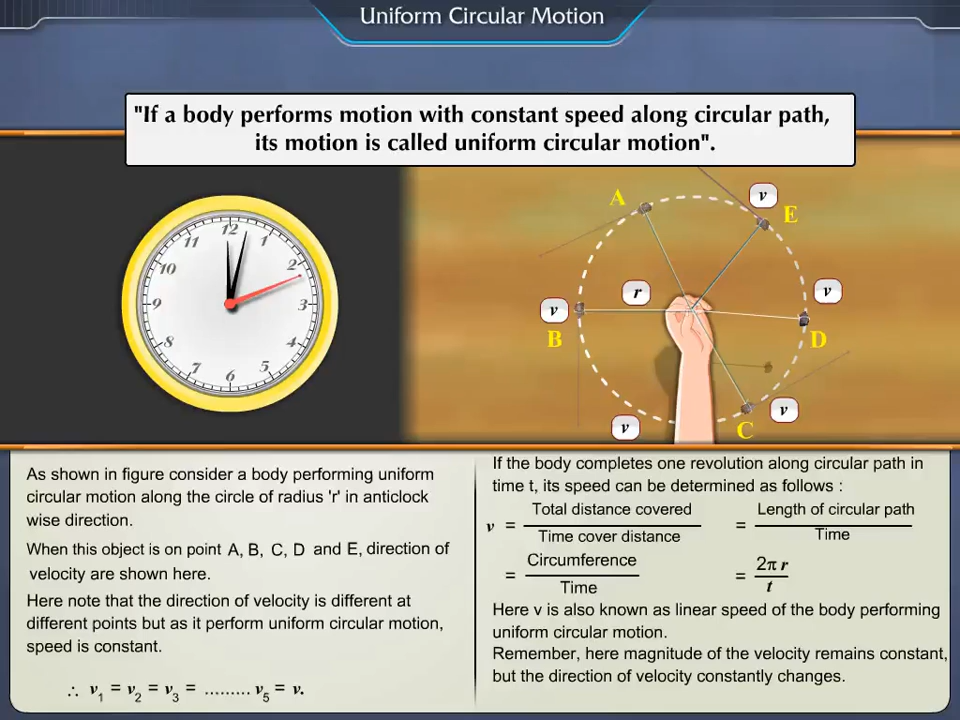 Uniform Circular Motion
"If a body performs motion with constant speed along circular path,
its motion is called uniform circular motion".
12
1
2
3
4
5
6
7
8
9
10
11
A
v
E
r
v
B
v
D
v
C
v
As shown in figure consider a body performing uniform
circular motion along the circle of radius 'r' in anticlock
wise direction.
When this object is on point A, B, C, D and E, direction of
velocity are shown here.
Here note that the direction of velocity is different at
different points but as it perform uniform circular motion,
speed is constant.
∴ v₁ = v₂ = v₃ = ......... v₅ = v.
If the body completes one revolution along circular path in
time t, its speed can be determined as follows :
v = Total distance covered / Time cover distance = Length of circular path / Time
= Circumference / Time = 2π r / t
Here v is also known as linear speed of the body performing
uniform circular motion.
Remember, here magnitude of the velocity remains constant,
but the direction of velocity constantly changes.